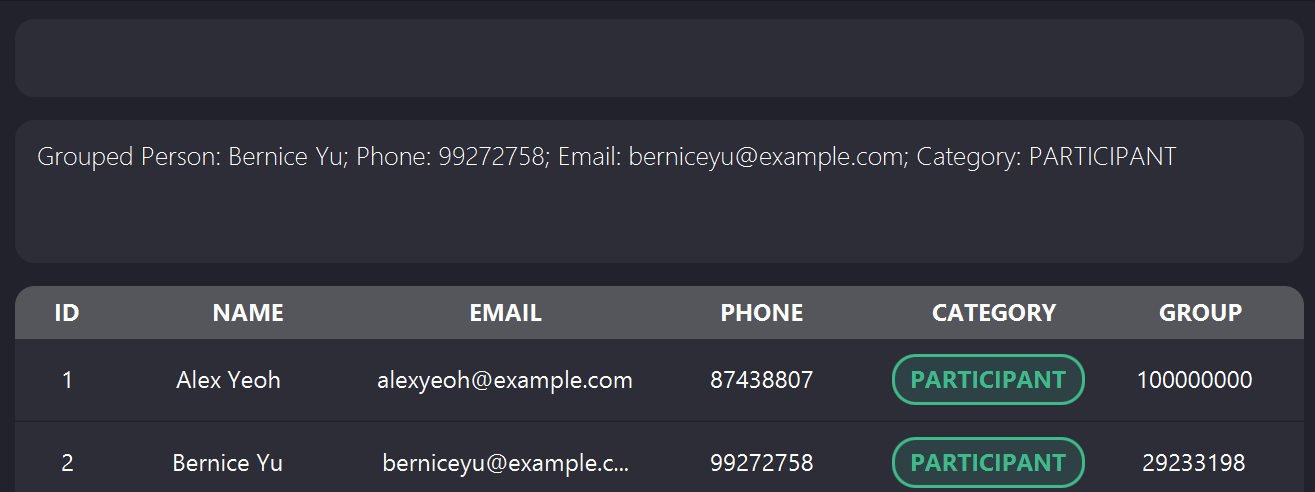 Grouped Person: Bernice Yu; Phone: 99272758; Email: berniceyu@example.com; Category: PARTICIPANT
ID NAME EMAIL PHONE CATEGORY GROUP
1 Alex Yeoh alexyeoh@example.com 87438807 PARTICIPANT 100000000
2 Bernice Yu berniceyu@example.c... 99272758 PARTICIPANT 29233198